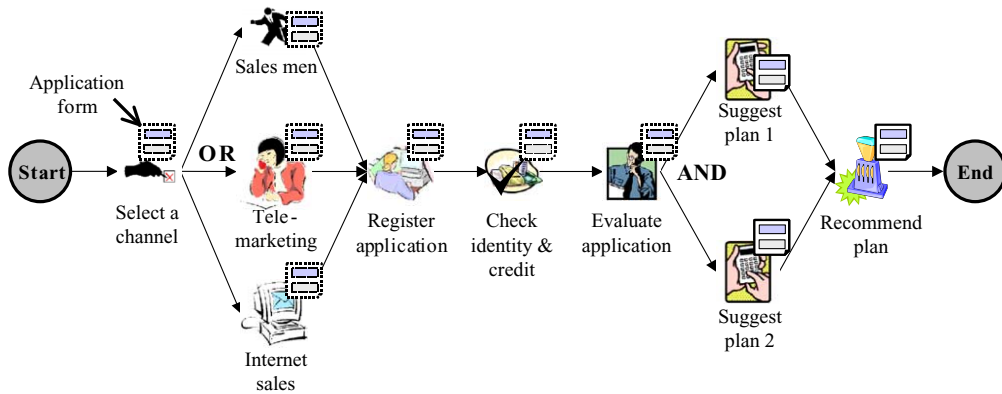 Application
form
Start
Select a
channel
OR
Sales men
Tele-
marketing
Internet
sales
Register
application
Check
identity &
credit
Evaluate
application
AND
Suggest
plan 1
Suggest
plan 2
Recommend
plan
End